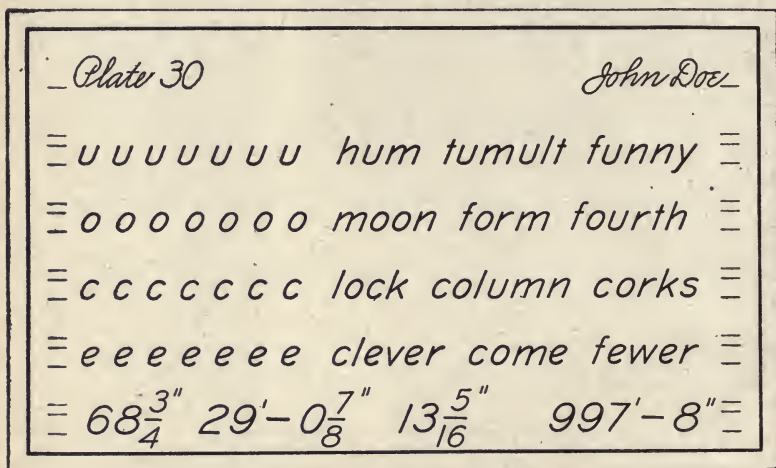 Plate 30 John Doe
u u u u u u u hum tumult funny
o o o o o o o moon form fourth
c c c c c c c lock column corks
e e e e e e e clever come fewer
68 3/4" 29'-0 7/8" 13 5/16" 997'-8"